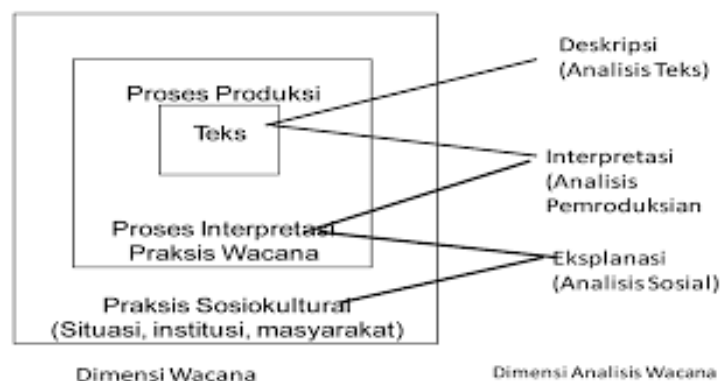 Proses Produksi
Teks
Proses Interpretasi
Praksis Wacana
Praksis Sosiokultural
(Situasi, institusi, masyarakat)
Dimensi Wacana
Deskripsi
(Analisis Teks)
Interpretasi
(Analisis
Pemroduksian
Eksplanasi
(Analisis Sosial)
Dimensi Analisis Wacana